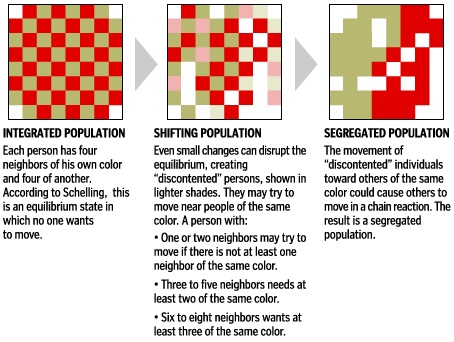 INTEGRATED POPULATION
Each person has four
neighbors of his own color
and four of another.
According to Schelling, this
is an equilibrium state in
which no one wants
to move.
SHIFTING POPULATION
Even small changes can disrupt the
equilibrium, creating
“discontented” persons, shown in
lighter shades. They may try to
move near people of the same
color. A person with:
• One or two neighbors may try to
move if there is not at least one
neighbor of the same color.
• Three to five neighbors needs at
least two of the same color.
• Six to eight neighbors wants at
least three of the same color.
SEGREGATED POPULATION
The movement of
“discontented” individuals
toward others of the same
color could cause others to
move in a chain reaction. The
result is a segregated
population.